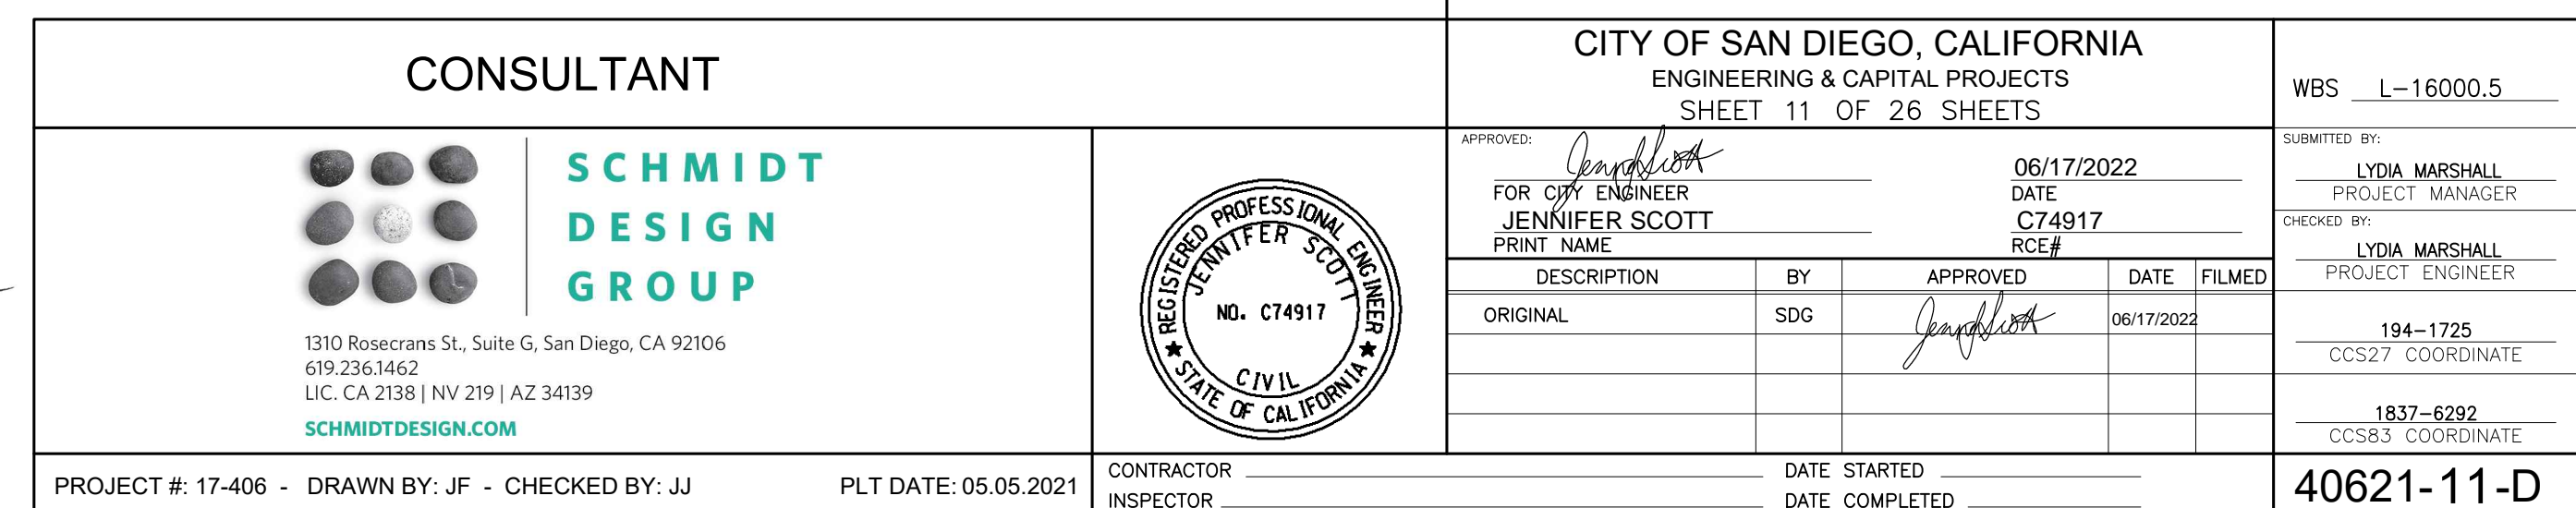 CONSULTANT
SCHMIDT
DESIGN
GROUP
1310 Rosecrans St., Suite G, San Diego, CA 92106
619.236.1462
LIC. CA 2138 | NV 219 | AZ 34139
SCHMIDTDESIGN.COM
PROJECT #: 17-406 - DRAWN BY: JF - CHECKED BY: JJ PLT DATE: 05.05.2021
REGISTERED PROFESSIONAL ENGINEER
JENNIFER SCOTT
NO. C74917
CIVIL
STATE OF CALIFORNIA
CITY OF SAN DIEGO, CALIFORNIA
ENGINEERING & CAPITAL PROJECTS
SHEET 11 OF 26 SHEETS
APPROVED:
Jenny Scott 06/17/2022
FOR CITY ENGINEER DATE
JENNIFER SCOTT C74917
PRINT NAME RCE#
DESCRIPTION BY APPROVED DATE FILMED
ORIGINAL SDG Jenny Scott 06/17/2022
CONTRACTOR DATE STARTED
INSPECTOR DATE COMPLETED
WBS L-16000.5
SUBMITTED BY:
LYDIA MARSHALL
PROJECT MANAGER
CHECKED BY:
LYDIA MARSHALL
PROJECT ENGINEER
194-1725
CCS27 COORDINATE
1837-6292
CCS83 COORDINATE
40621-11-D